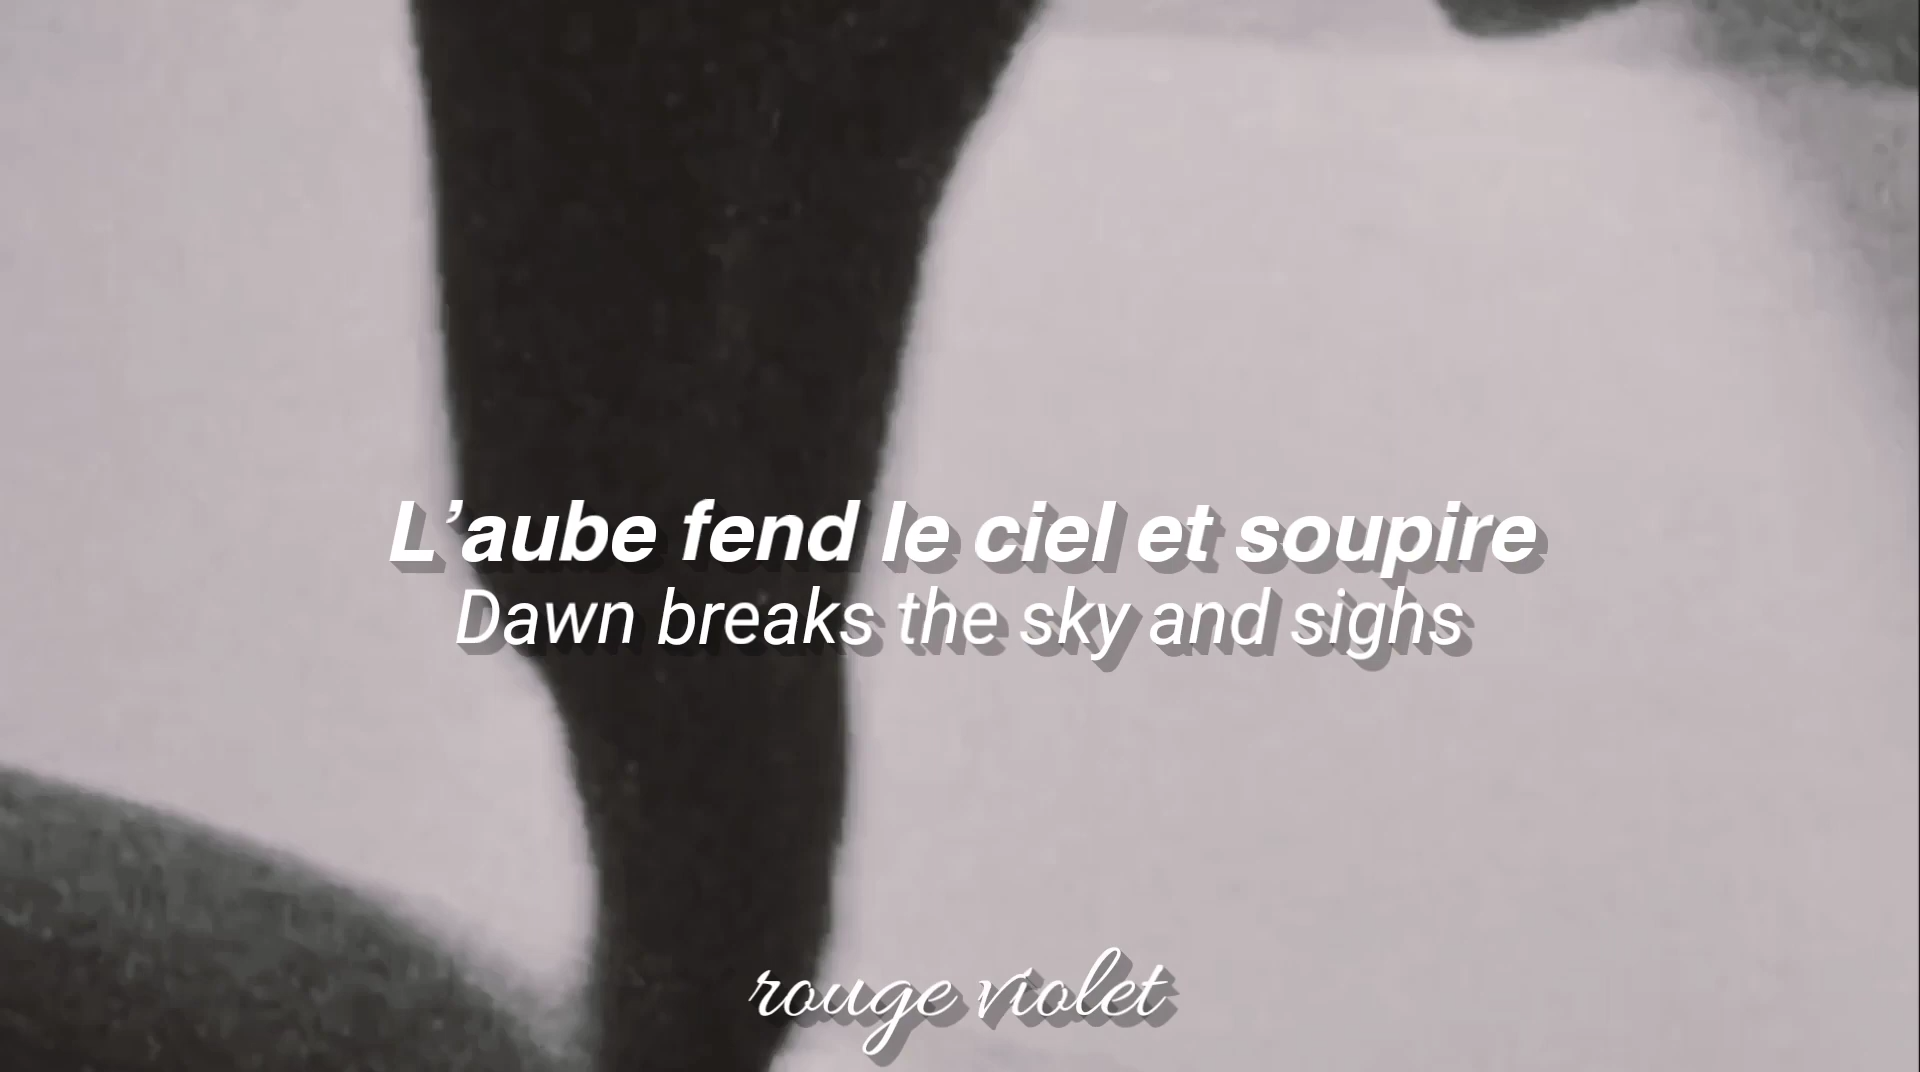 L’aube fend le ciel et soupire
Dawn breaks the sky and sighs
rouge violet